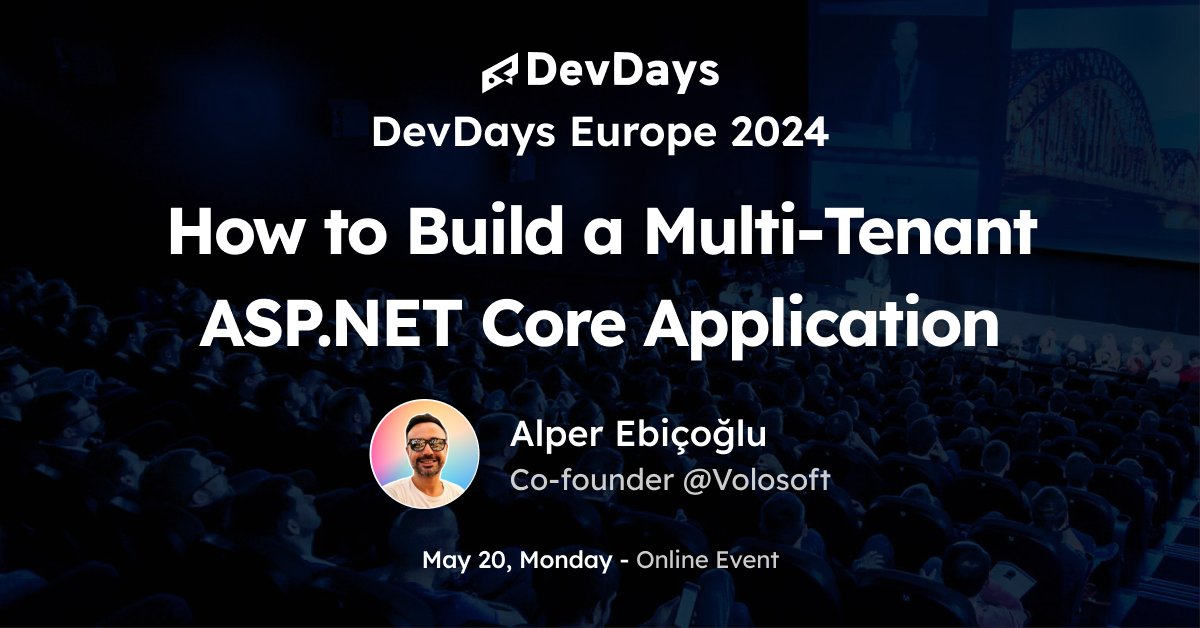 DevDays
DevDays Europe 2024
How to Build a Multi-Tenant
ASP.NET Core Application
Alper Ebiçoğlu
Co-founder @Volosoft
May 20, Monday - Online Event